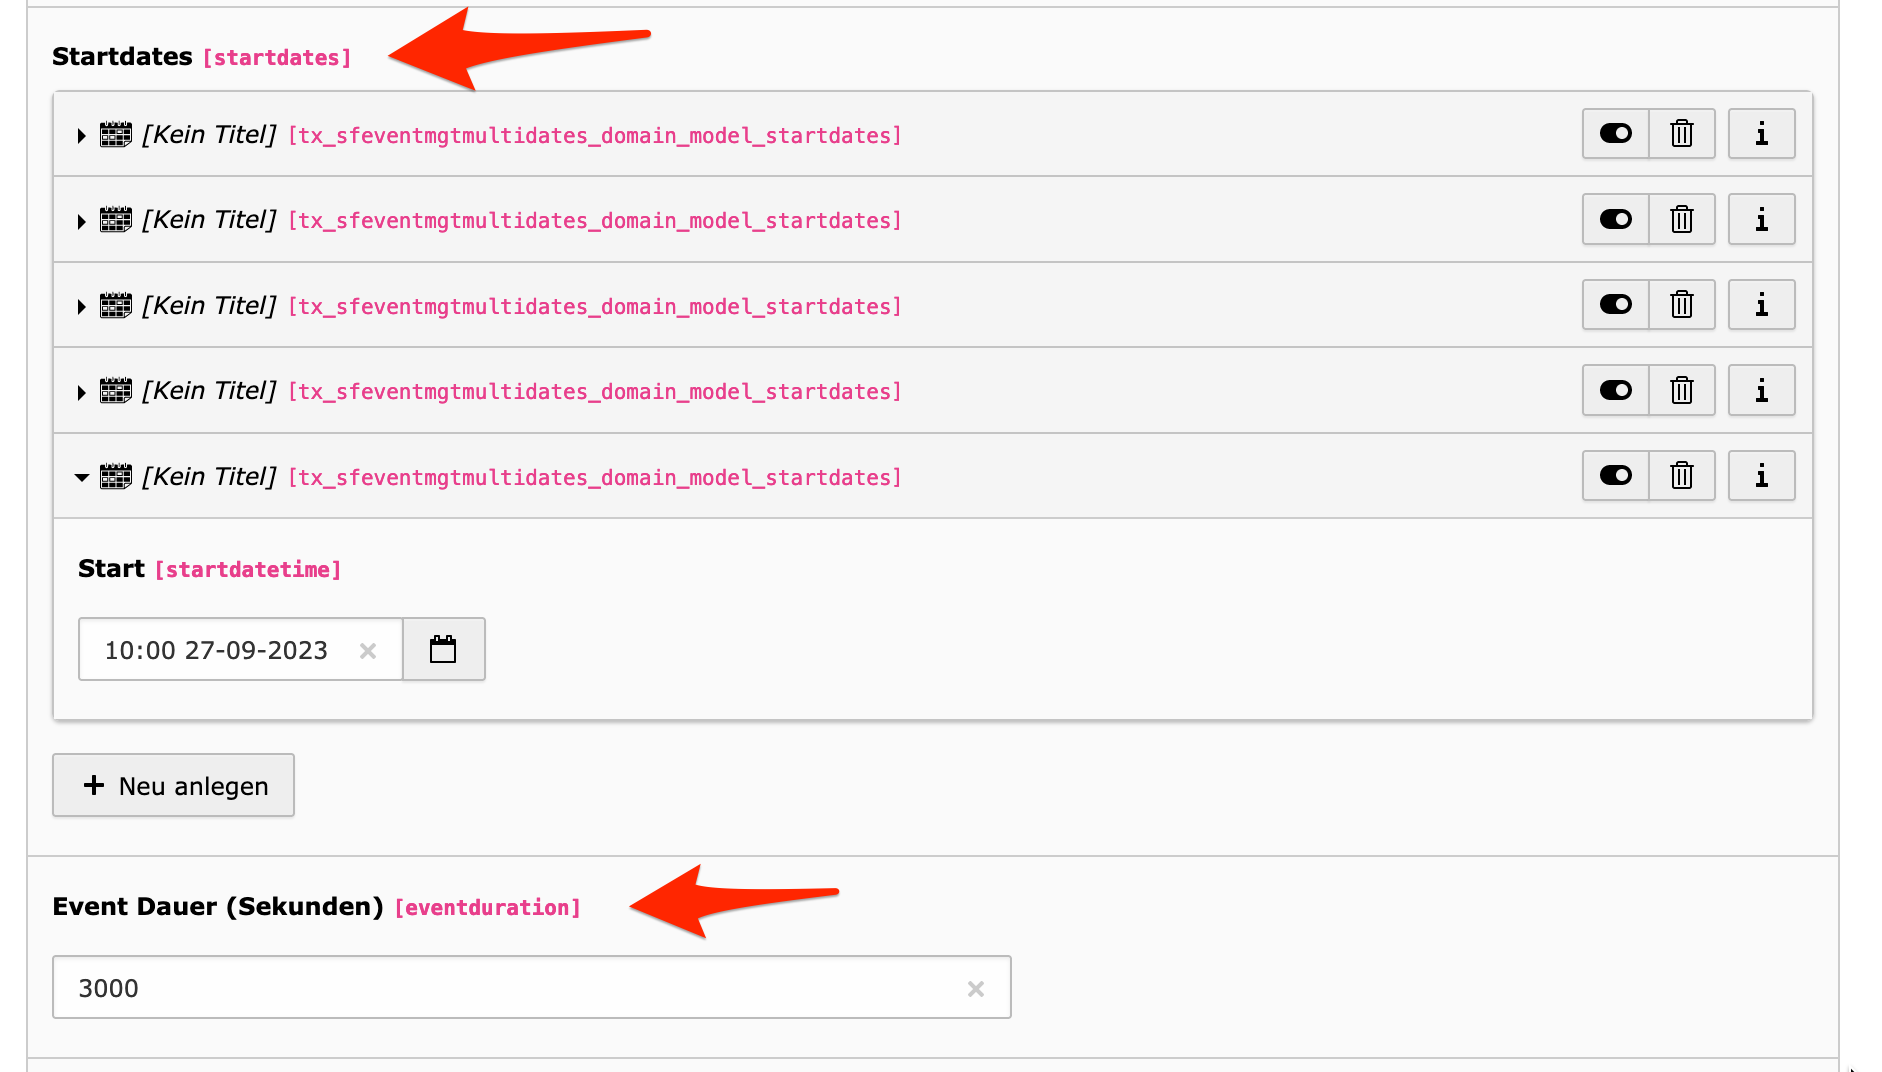 Startdates [startdates]
[Kein Titel] [tx_sfeventmgtmultidates_domain_model_startdates]
[Kein Titel] [tx_sfeventmgtmultidates_domain_model_startdates]
[Kein Titel] [tx_sfeventmgtmultidates_domain_model_startdates]
[Kein Titel] [tx_sfeventmgtmultidates_domain_model_startdates]
[Kein Titel] [tx_sfeventmgtmultidates_domain_model_startdates]
Start [startdatetime]
10:00 27-09-2023
+ Neu anlegen
Event Dauer (Sekunden) [eventduration]
3000